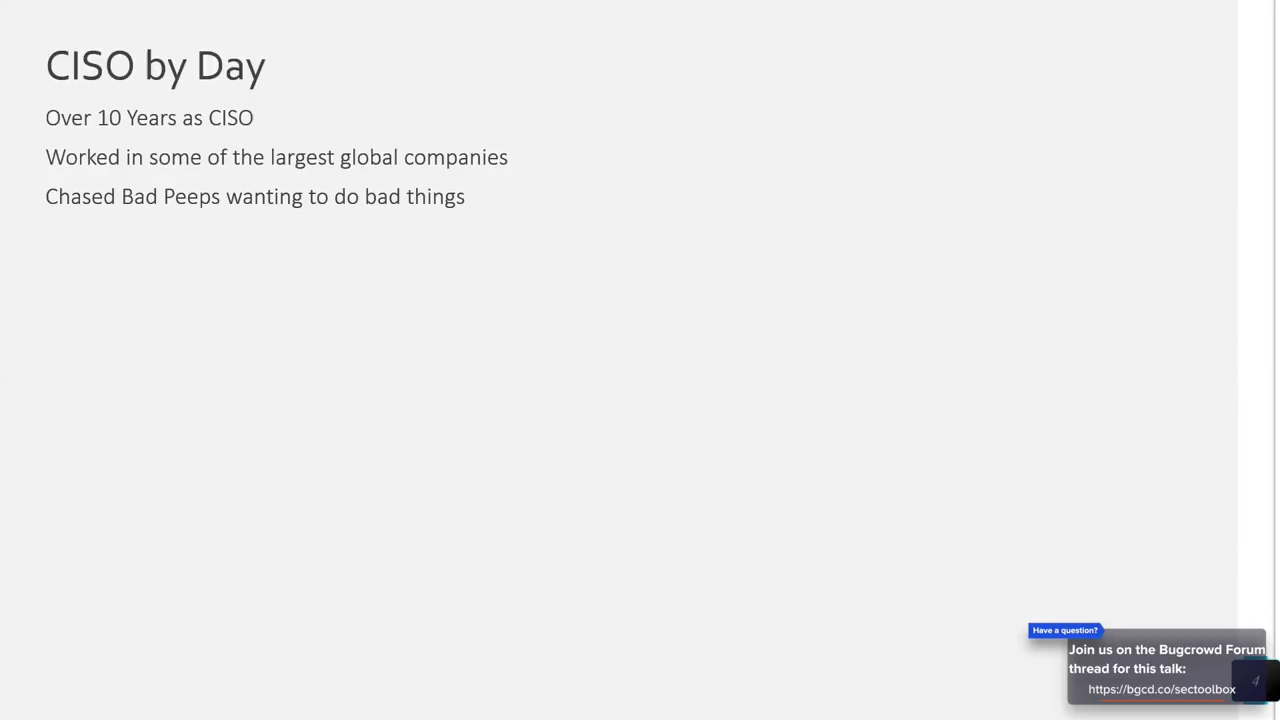 CISO by Day
Over 10 Years as CISO
Worked in some of the largest global companies
Chased Bad Peeps wanting to do bad things
Have a question?
Join us on the Bugcrowd Forum
thread for this talk:
https://bgcd.co/sectoolbox
4